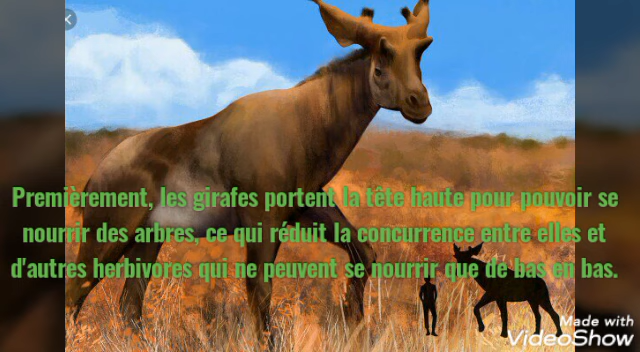 Premièrement, les girafes portent la tête haute pour pouvoir se
nourrir des arbres, ce qui réduit la concurrence entre elles et
d'autres herbivores qui ne peuvent se nourrir que de bas en bas.
Made with
VideoShow